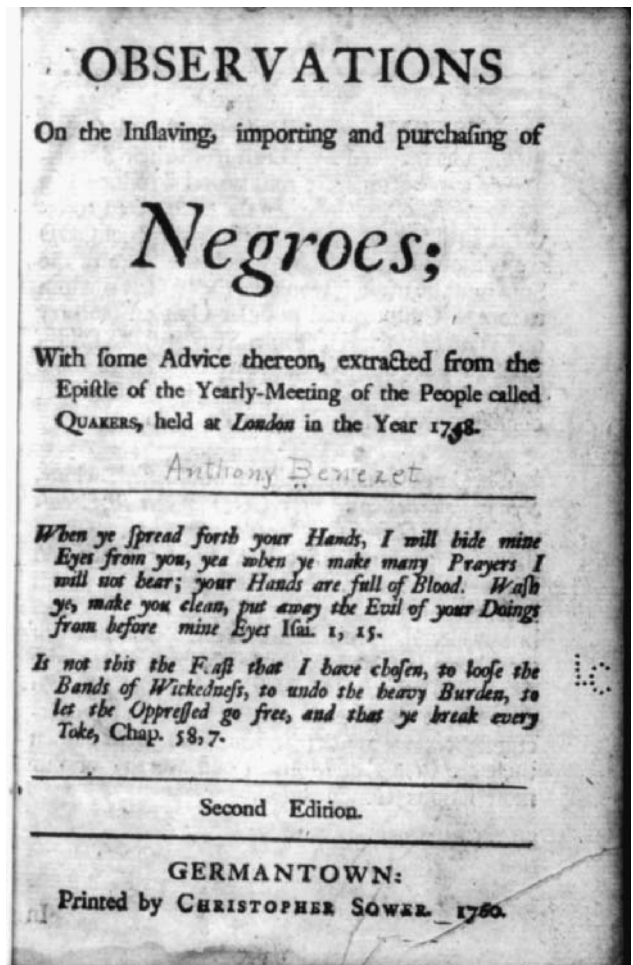 OBSERVATIONS
On the Inſlaving, importing and purchaſing of
Negroes;
With ſome Advice thereon, extracted from the
Epiſtle of the Yearly-Meeting of the People called
QUAKERS, held at London in the Year 1748.
Anthony Benezet
When ye ſpread forth your Hands, I will hide mine
Eyes from you, yea when ye make many Prayers I
will not hear; your Hands are full of Blood. Waſh
ye, make you clean, put away the Evil of your Doings
from before mine Eyes Iſai. 1, 15.
Is not this the Faſt that I have choſen, to looſe the
Bands of Wickedneſs, to undo the heavy Burden, to
let the Oppreſſed go free, and that ye break every
Yoke, Chap. 58, 7.
LC
Second Edition.
GERMANTOWN:
Printed by CHRISTOPHER SOWER. 1760.